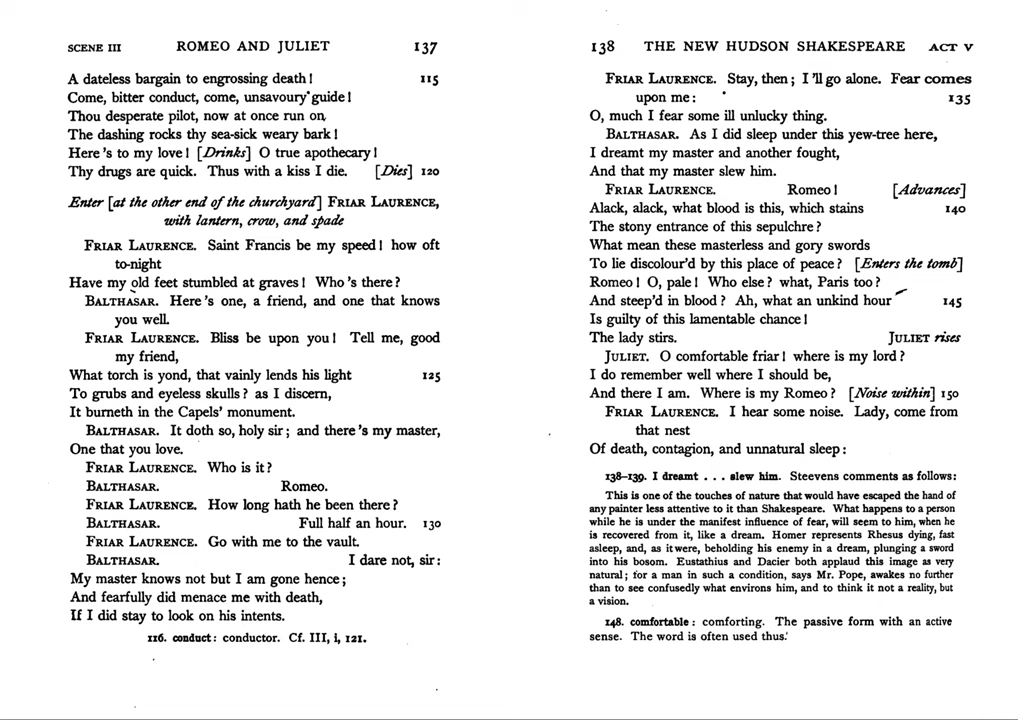 SCENE III ROMEO AND JULIET 137
A dateless bargain to engrossing death! 115
Come, bitter conduct, come, unsavoury guide!
Thou desperate pilot, now at once run on
The dashing rocks thy sea-sick weary bark!
Here's to my love! [Drinks] O true apothecary!
Thy drugs are quick. Thus with a kiss I die. [Dies] 120
Enter [at the other end of the churchyard] FRIAR LAURENCE,
with lantern, crow, and spade
FRIAR LAURENCE. Saint Francis be my speed! how oft
to-night
Have my old feet stumbled at graves! Who's there?
BALTHASAR. Here's one, a friend, and one that knows
you well.
FRIAR LAURENCE. Bliss be upon you! Tell me, good
my friend,
What torch is yond, that vainly lends his light 125
To grubs and eyeless skulls? as I discern,
It burneth in the Capels' monument.
BALTHASAR. It doth so, holy sir; and there's my master,
One that you love.
FRIAR LAURENCE. Who is it?
BALTHASAR. Romeo.
FRIAR LAURENCE. How long hath he been there?
BALTHASAR. Full half an hour. 130
FRIAR LAURENCE. Go with me to the vault.
BALTHASAR. I dare not, sir:
My master knows not but I am gone hence;
And fearfully did menace me with death,
If I did stay to look on his intents.
116. conduct: conductor. Cf. III, i, 121.
138 THE NEW HUDSON SHAKESPEARE ACT V
FRIAR LAURENCE. Stay, then; I'll go alone. Fear comes
upon me: 135
O, much I fear some ill unlucky thing.
BALTHASAR. As I did sleep under this yew-tree here,
I dreamt my master and another fought,
And that my master slew him.
FRIAR LAURENCE. Romeo! [Advances]
Alack, alack, what blood is this, which stains 140
The stony entrance of this sepulchre?
What mean these masterless and gory swords
To lie discolour'd by this place of peace? [Enters the tomb]
Romeo! O, pale! Who else? what, Paris too?
And steep'd in blood? Ah, what an unkind hour 145
Is guilty of this lamentable chance!
The lady stirs. JULIET rises
JULIET. O comfortable friar! where is my lord?
I do remember well where I should be,
And there I am. Where is my Romeo? [Noise within] 150
FRIAR LAURENCE. I hear some noise. Lady, come from
that nest
Of death, contagion, and unnatural sleep:
138–139. I dreamt . . . slew him. Steevens comments as follows:
This is one of the touches of nature that would have escaped the hand of
any painter less attentive to it than Shakespeare. What happens to a person
while he is under the manifest influence of fear, will seem to him, when he
is recovered from it, like a dream. Homer represents Rhesus dying, fast
asleep, and, as it were, beholding his enemy in a dream, plunging a sword
into his bosom. Eustathius and Dacier both applaud this image as very
natural; for a man in such a condition, says Mr. Pope, awakes no further
than to see confusedly what environs him, and to think it not a reality, but
a vision.
148. comfortable: comforting. The passive form with an active
sense. The word is often used thus.